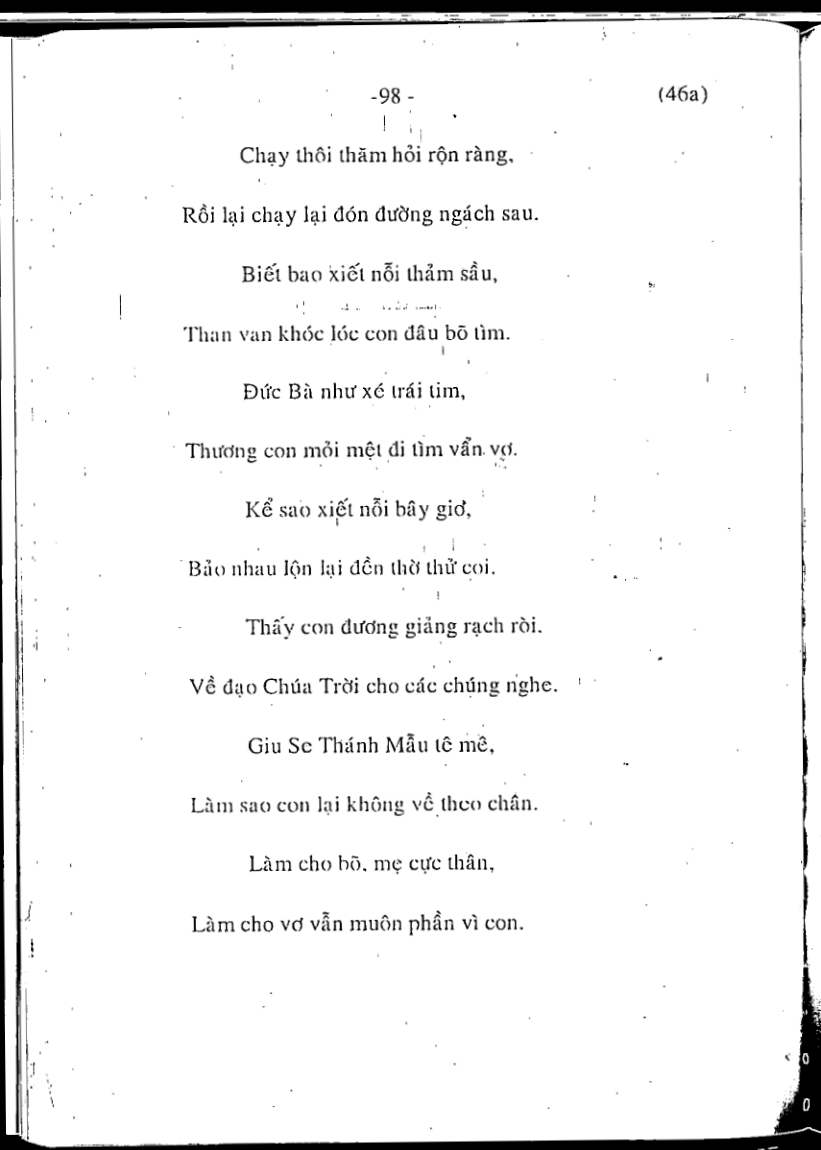 -98 -
(46a)
Chạy thôi thăm hỏi rộn ràng,
Rồi lại chạy lại đón đường ngách sau.
Biết bao xiết nỗi thảm sầu,
Than van khóc lóc con đâu bõ tìm.
Đức Bà như xé trái tim,
Thương con mỏi mệt đi tìm vẩn vơ.
Kể sao xiết nỗi bây giơ,
Bảo nhau lộn lại đền thờ thử coi.
Thấy con đương giảng rạch ròi.
Về đạo Chúa Trời cho các chúng nghe.
Giu Se Thánh Mẫu tê mê,
Làm sao con lại không về theo chân.
Làm cho bõ, mẹ cực thân,
Làm cho vơ vẫn muôn phần vì con.